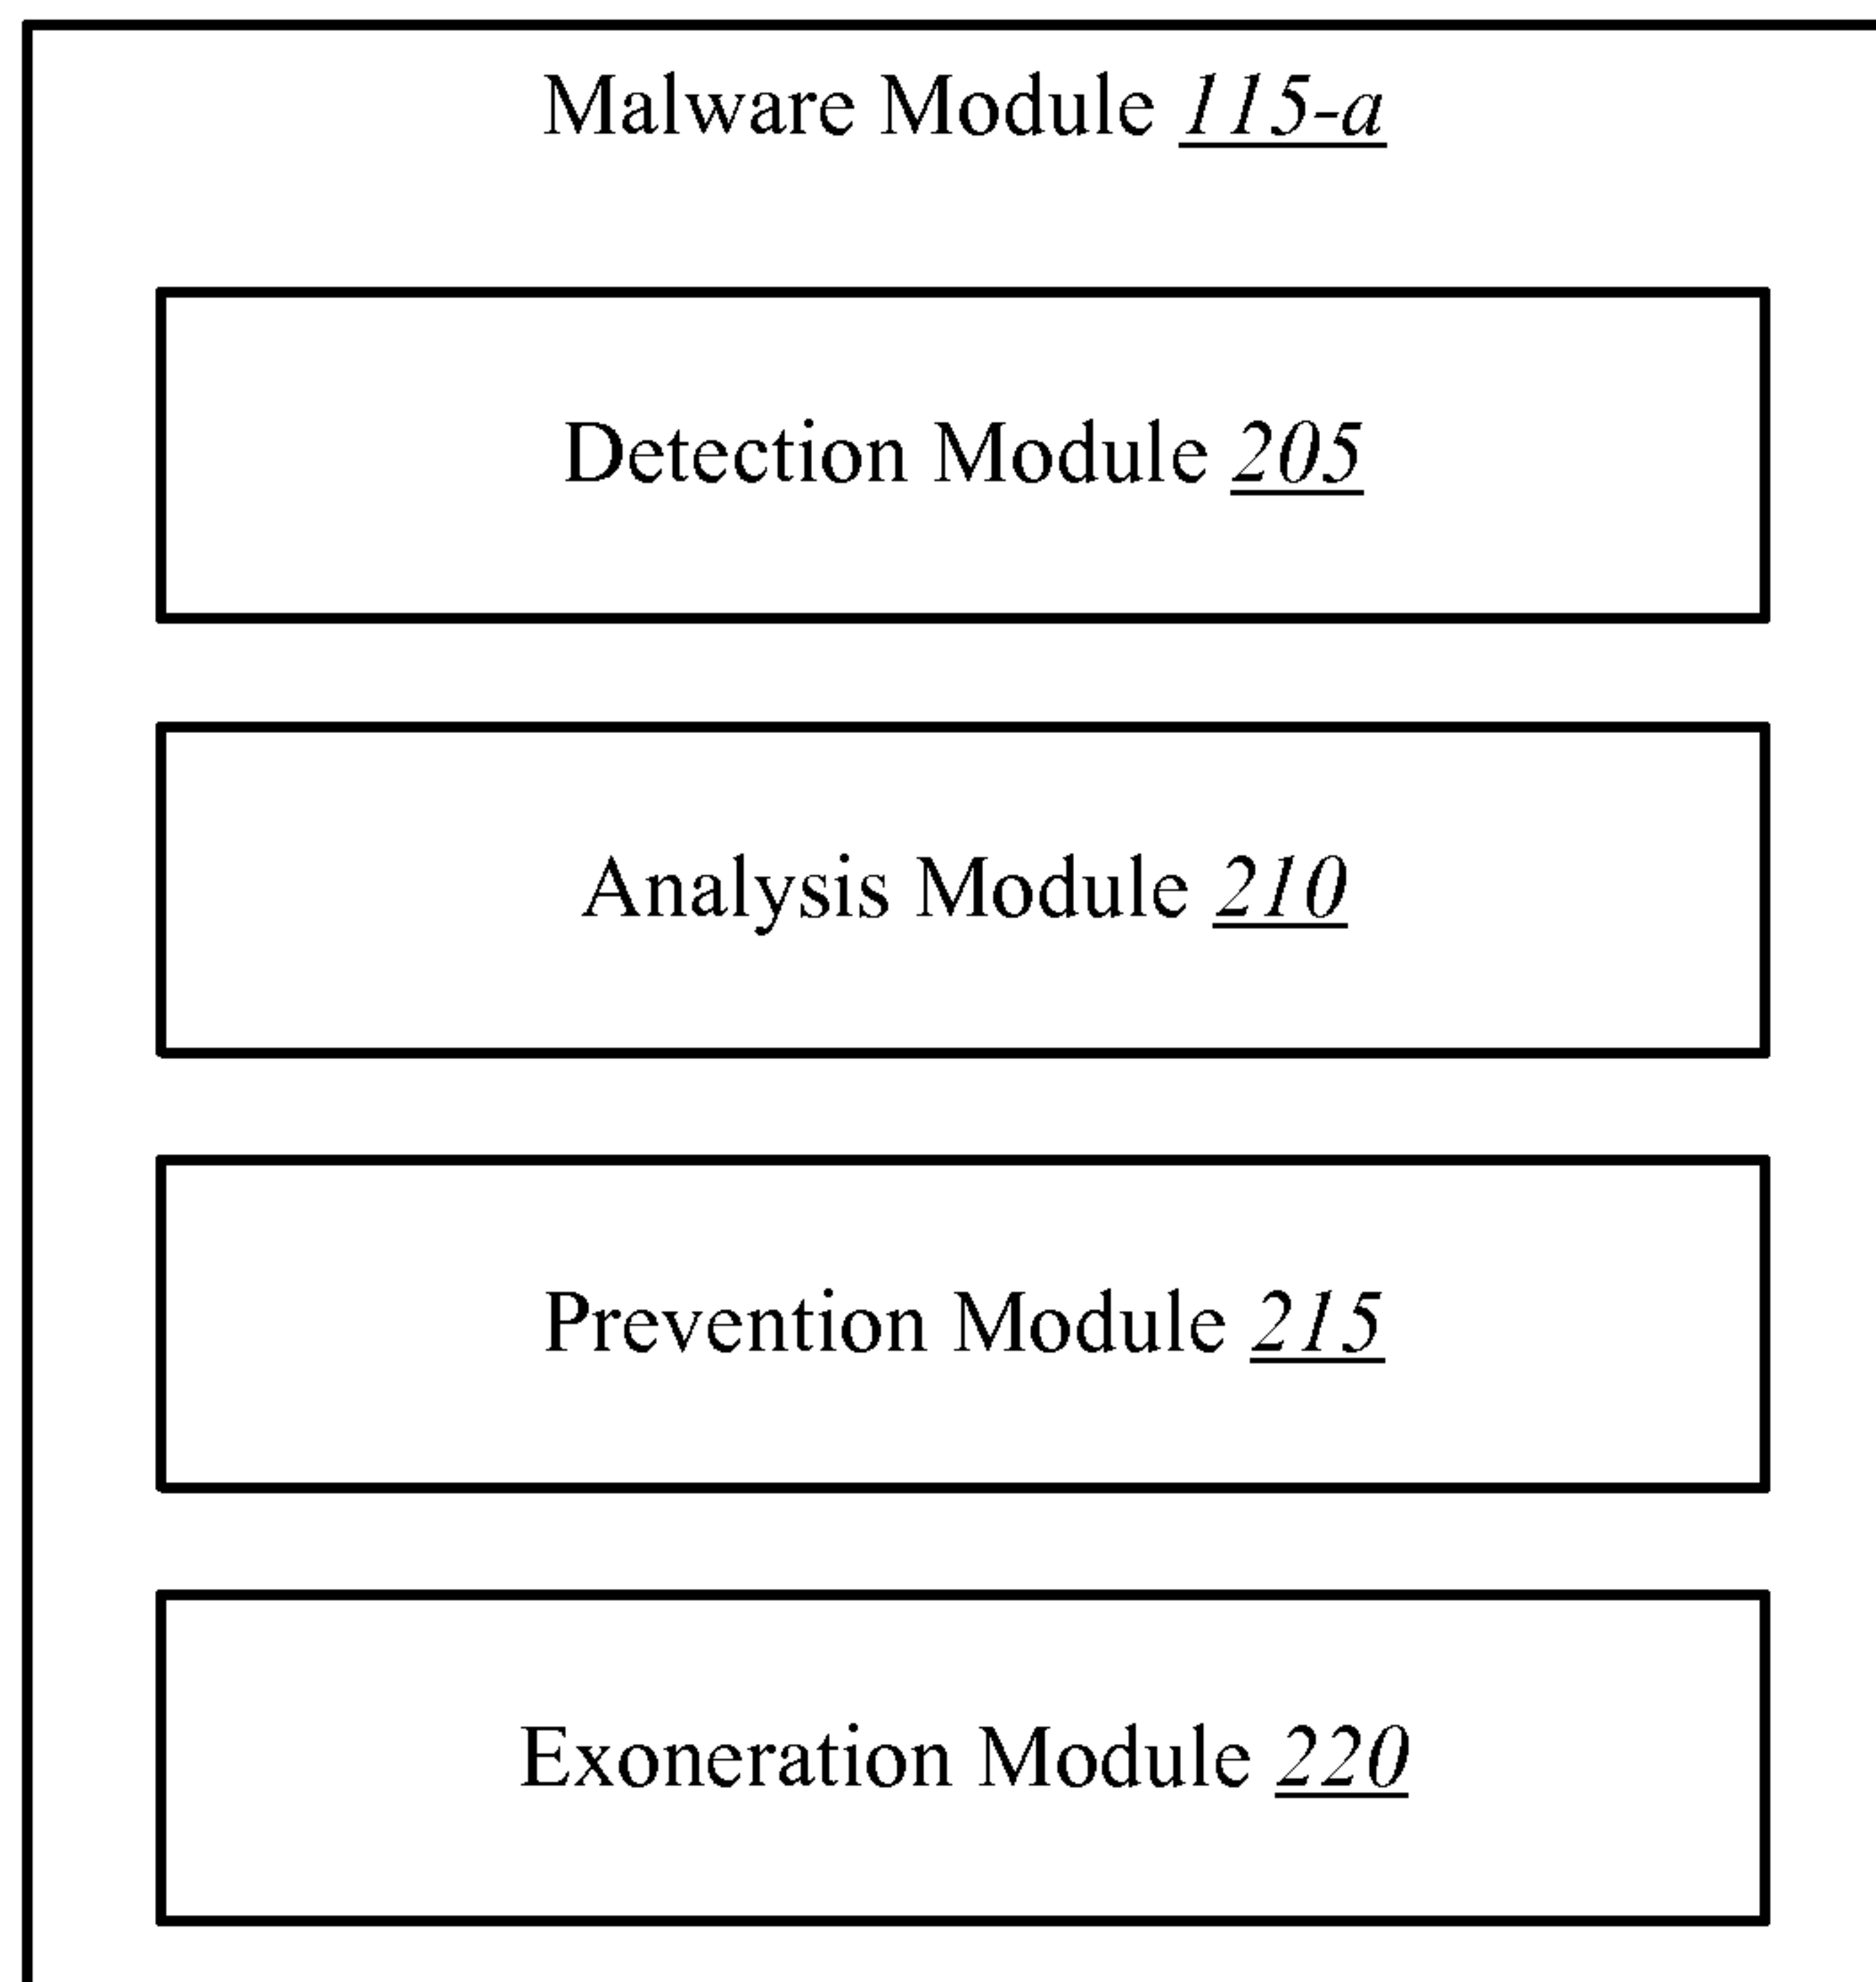 Malware Module 115-a
Detection Module 205
Analysis Module 210
Prevention Module 215
Exoneration Module 220